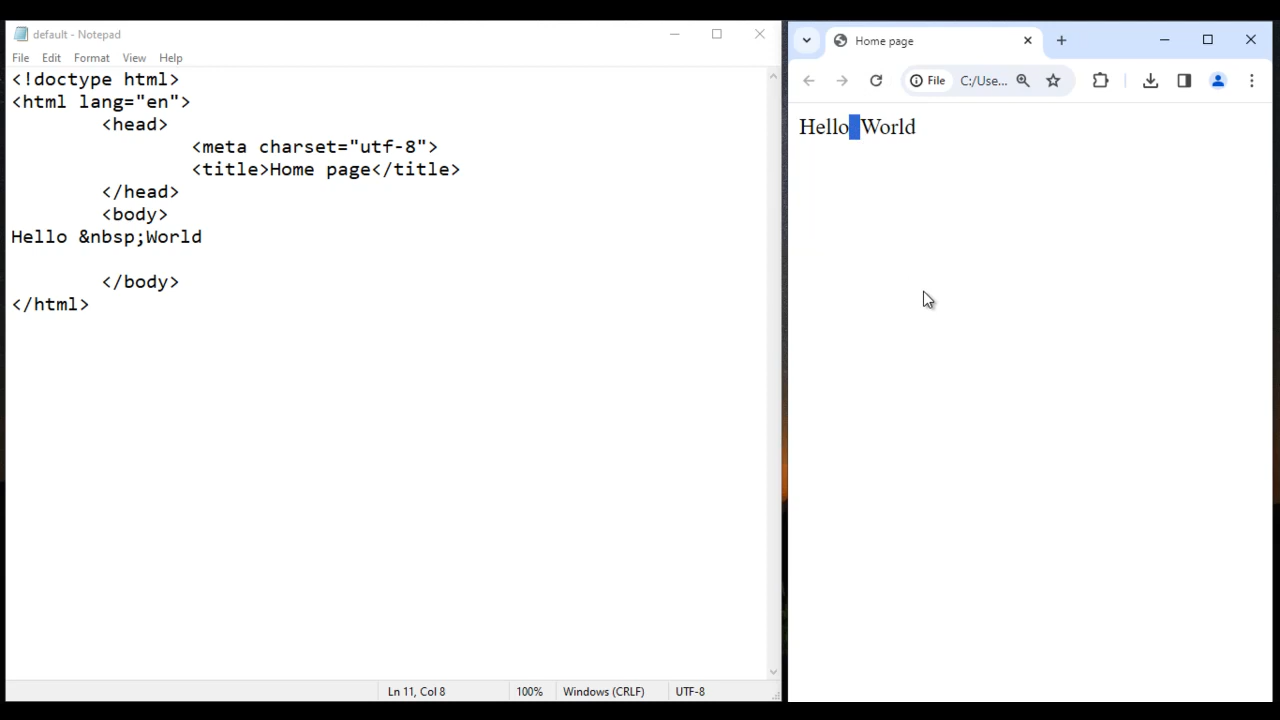 default - Notepad
File Edit Format View Help
<!doctype html>
<html lang="en">
<head>
<meta charset="utf-8">
<title>Home page</title>
</head>
<body>
Hello &nbsp;World
</body>
</html>
Ln 11, Col 8 100% Windows (CRLF) UTF-8
Home page
File C:/Use...
Hello  World